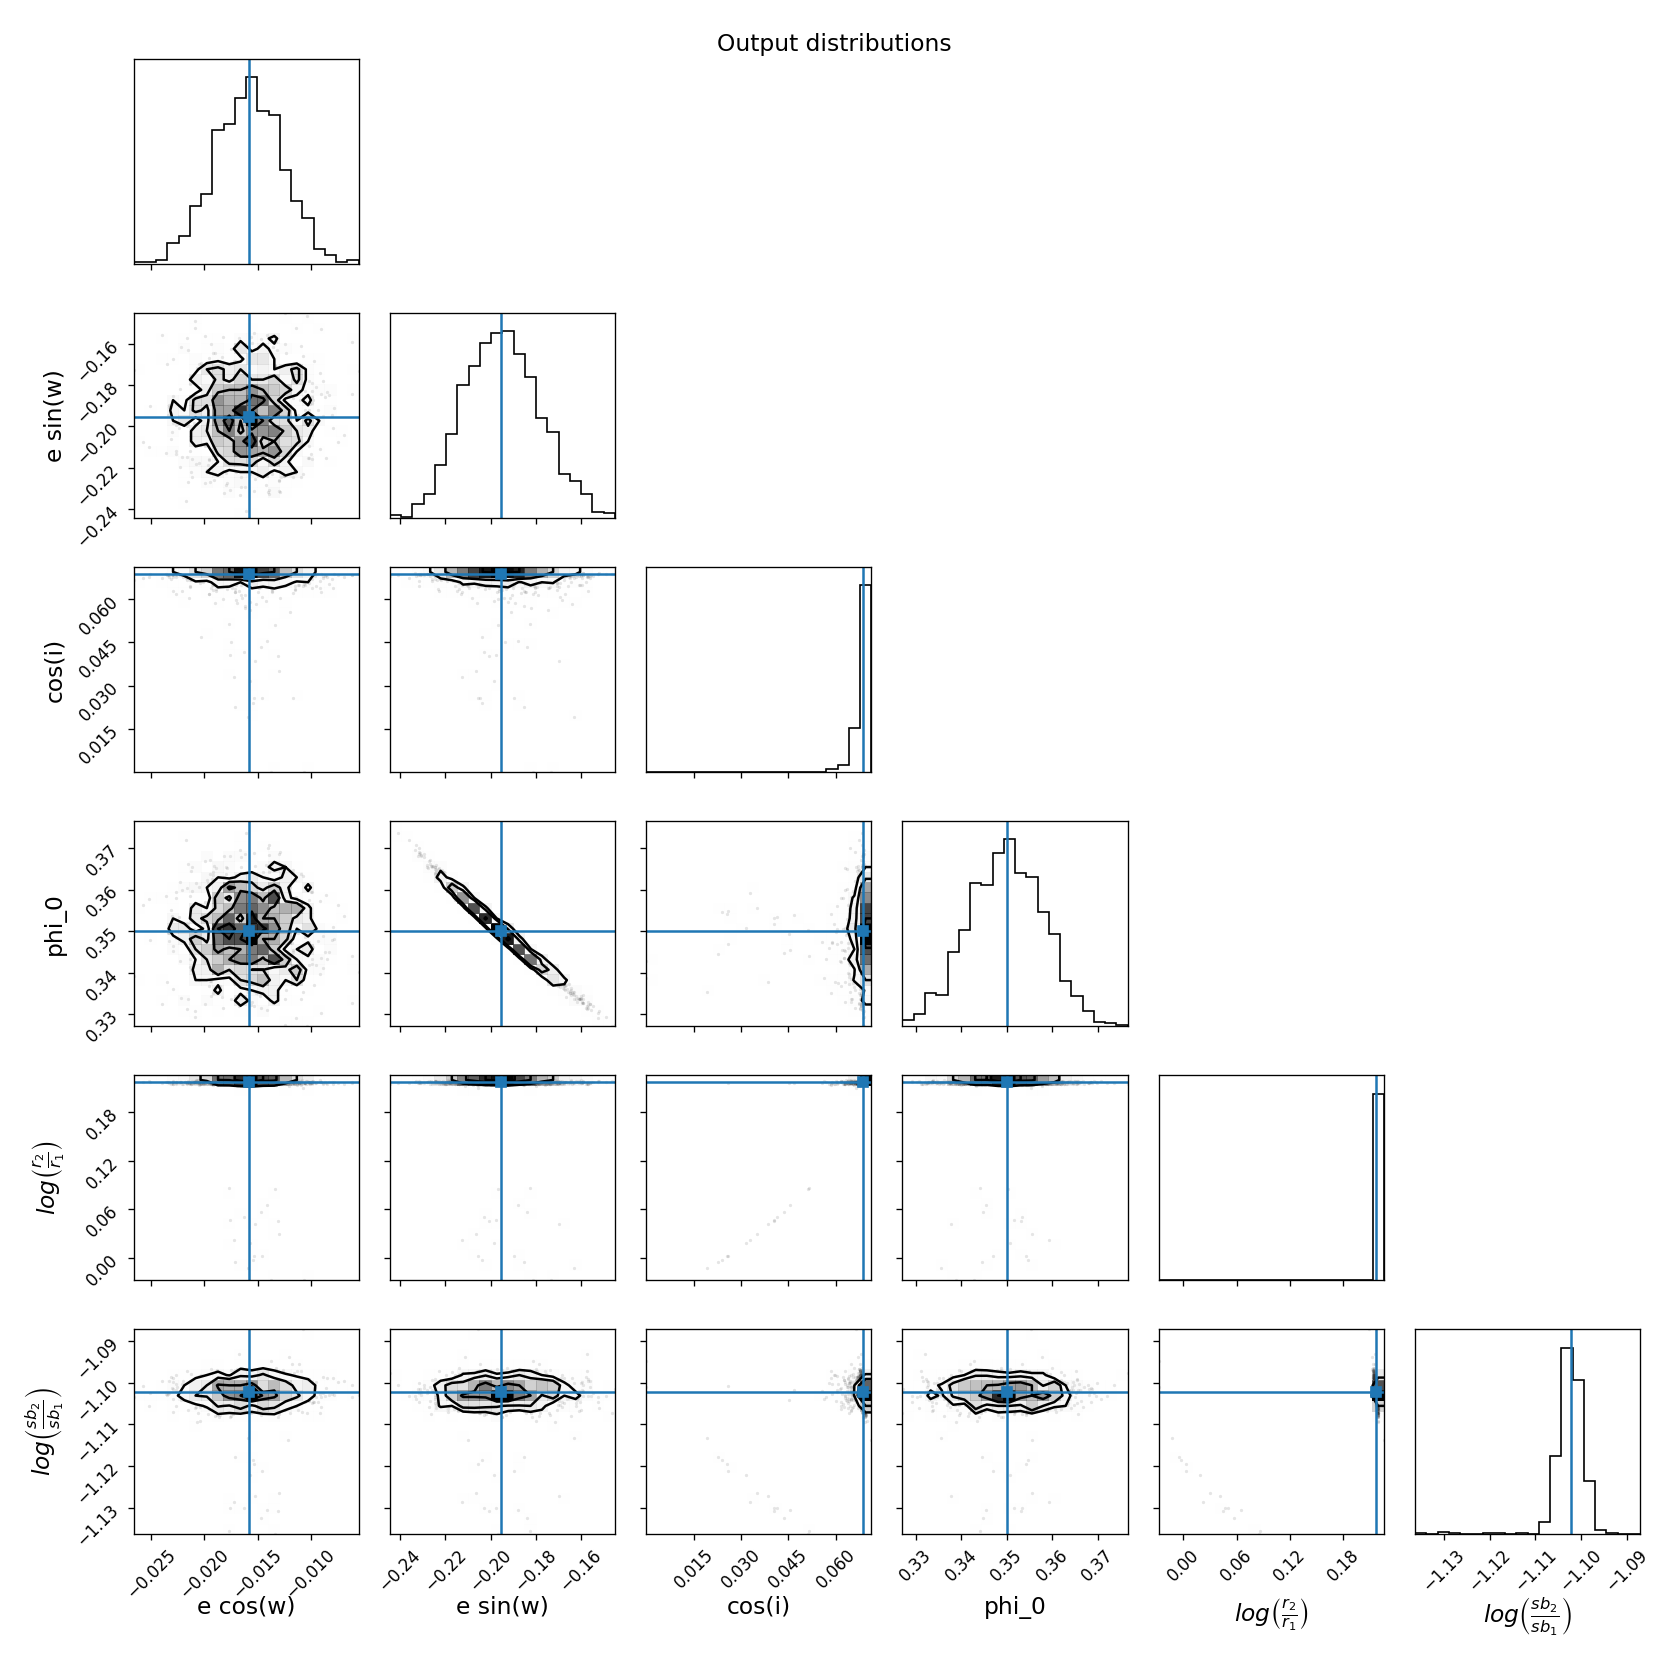 Output distributions
e sin(w)
−0.16
−0.18
−0.20
−0.22
−0.24
cos(i)
0.060
0.045
0.030
0.015
phi_0
0.37
0.36
0.35
0.34
0.33
log(r₂/r₁)
0.18
0.12
0.06
0.00
log(sb₂/sb₁)
−1.09
−1.10
−1.11
−1.12
−1.13
−0.025 −0.020 −0.015 −0.010
−0.24 −0.22 −0.20 −0.18 −0.16
0.015 0.030 0.045 0.060
0.33 0.34 0.35 0.36 0.37
0.00 0.06 0.12 0.18
−1.13 −1.12 −1.11 −1.10 −1.09
e cos(w)
e sin(w)
cos(i)
phi_0
log(r₂/r₁)
log(sb₂/sb₁)